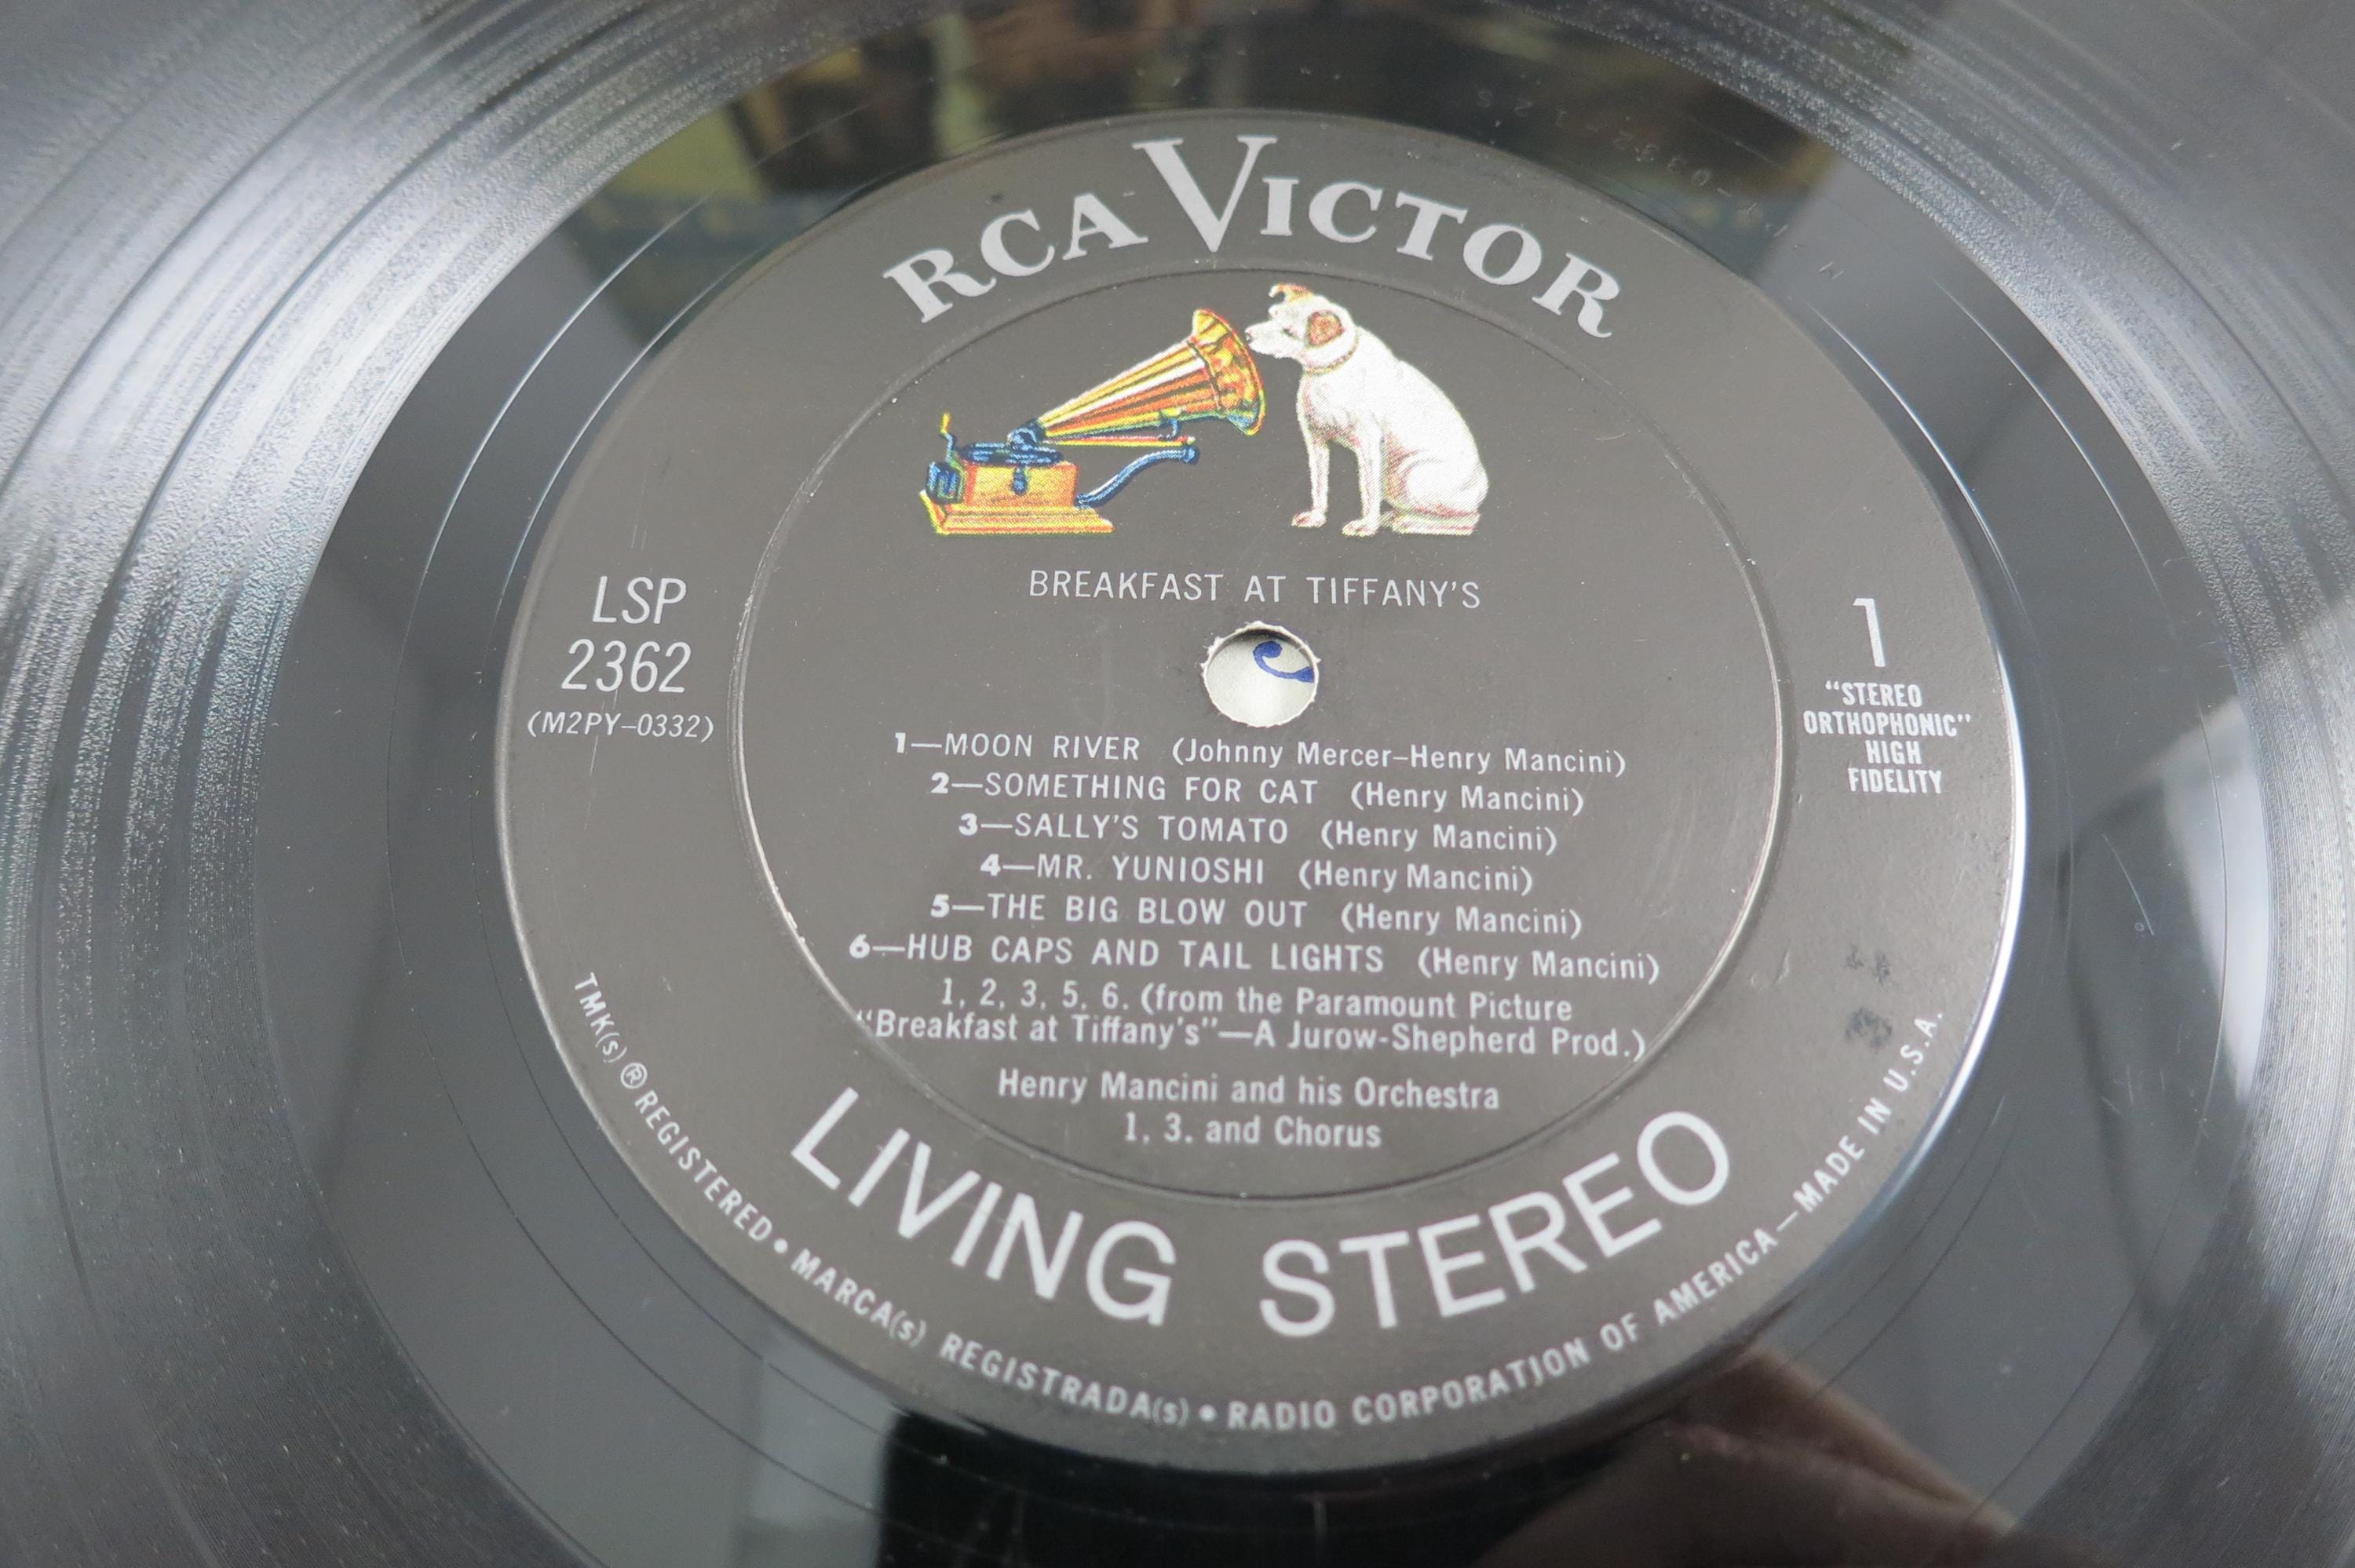 RCA VICTOR
BREAKFAST AT TIFFANY'S
LSP
2362
(M2PY-0332)
1
"STEREO
ORTHOPHONIC"
HIGH
FIDELITY
1—MOON RIVER (Johnny Mercer-Henry Mancini)
2—SOMETHING FOR CAT (Henry Mancini)
3—SALLY'S TOMATO (Henry Mancini)
4—MR. YUNIOSHI (Henry Mancini)
5—THE BIG BLOW OUT (Henry Mancini)
6—HUB CAPS AND TAIL LIGHTS (Henry Mancini)
1, 2, 3, 5, 6. (from the Paramount Picture
"Breakfast at Tiffany's"—A Jurow-Shepherd Prod.)
Henry Mancini and his Orchestra
1, 3. and Chorus
LIVING STEREO
TMK(s) ® REGISTERED • MARCA(s) REGISTRADA(s) • RADIO CORPORATION OF AMERICA—MADE IN U.S.A.